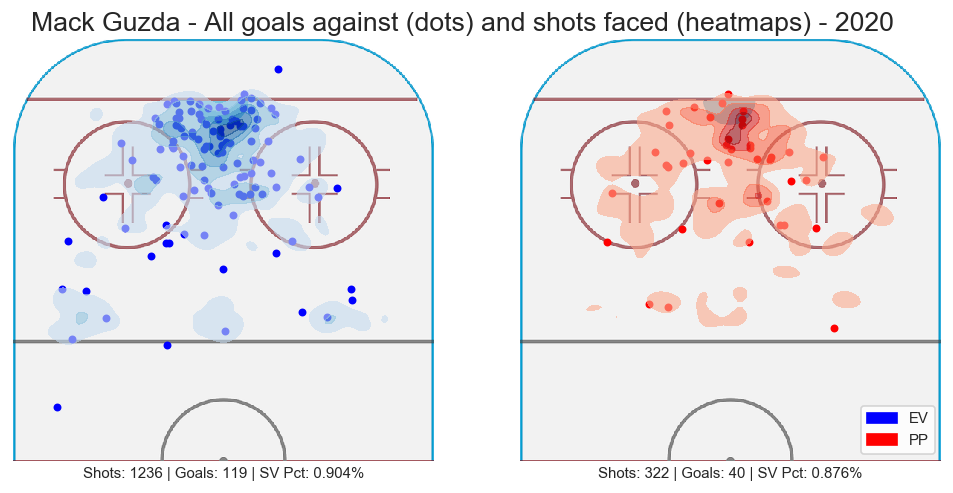 Mack Guzda - All goals against (dots) and shots faced (heatmaps) - 2020
EV
PP
Shots: 1236 | Goals: 119 | SV Pct: 0.904%
Shots: 322 | Goals: 40 | SV Pct: 0.876%